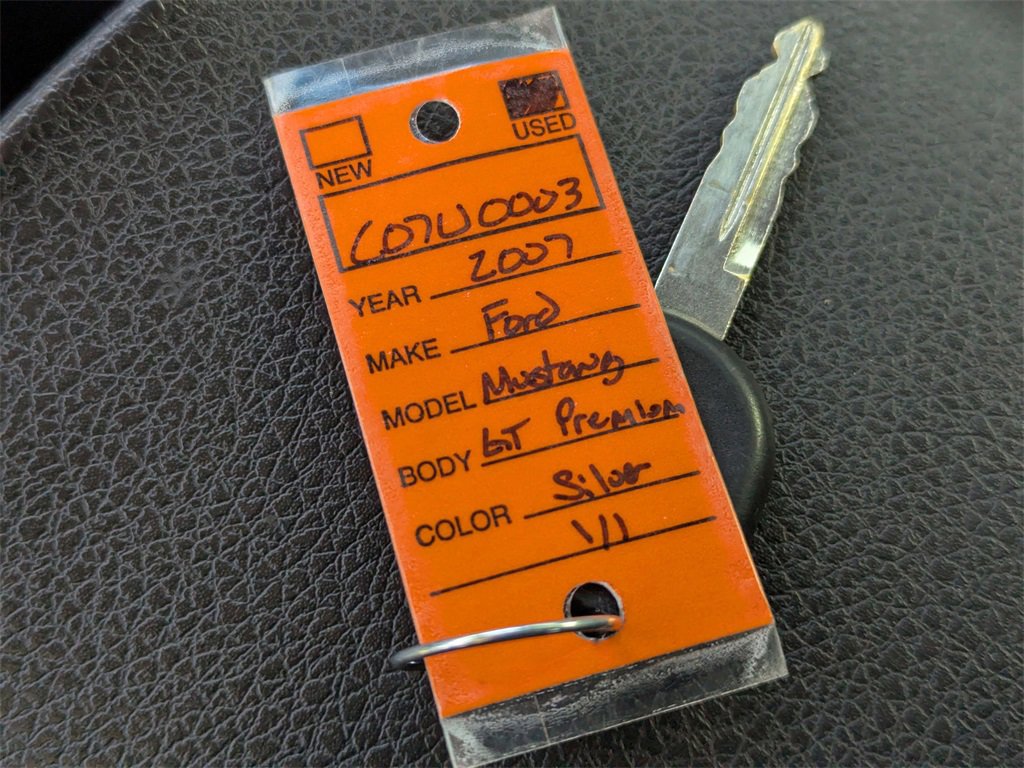 NEW USED
C07U0003
YEAR 2007
MAKE Ford
MODEL Mustang
BODY GT Premium
COLOR Silver
1/1